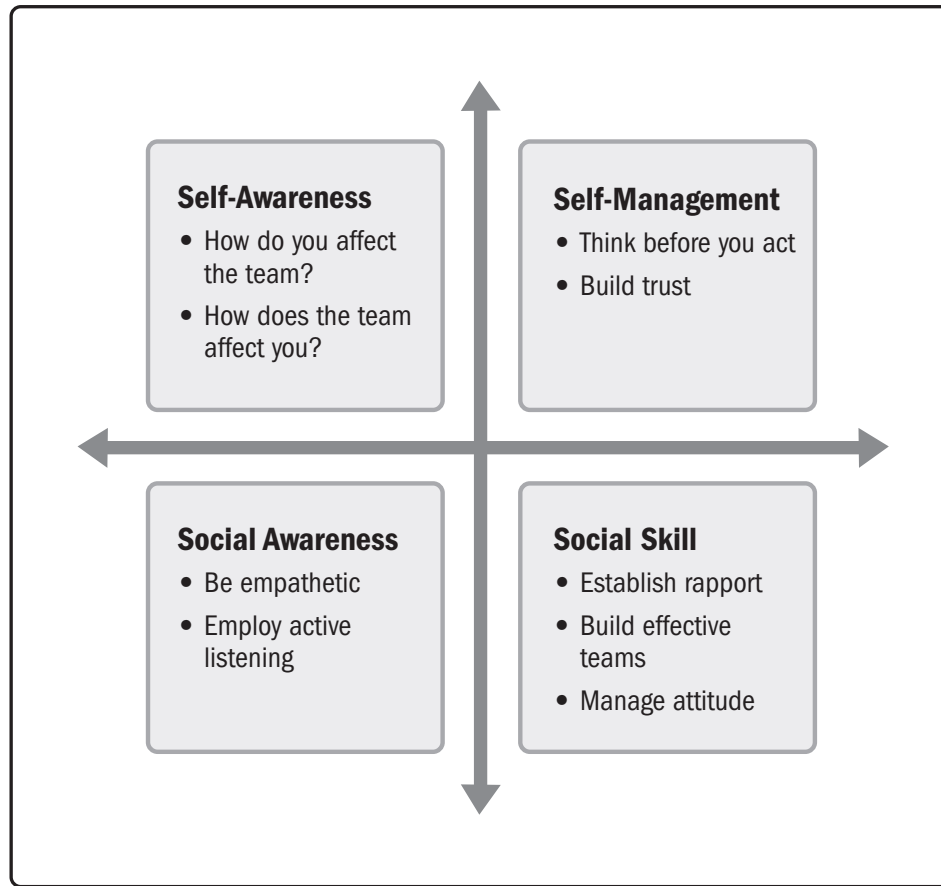 Self-Awareness
• How do you affect
the team?
• How does the team
affect you?
Self-Management
• Think before you act
• Build trust
Social Awareness
• Be empathetic
• Employ active
listening
Social Skill
• Establish rapport
• Build effective
teams
• Manage attitude